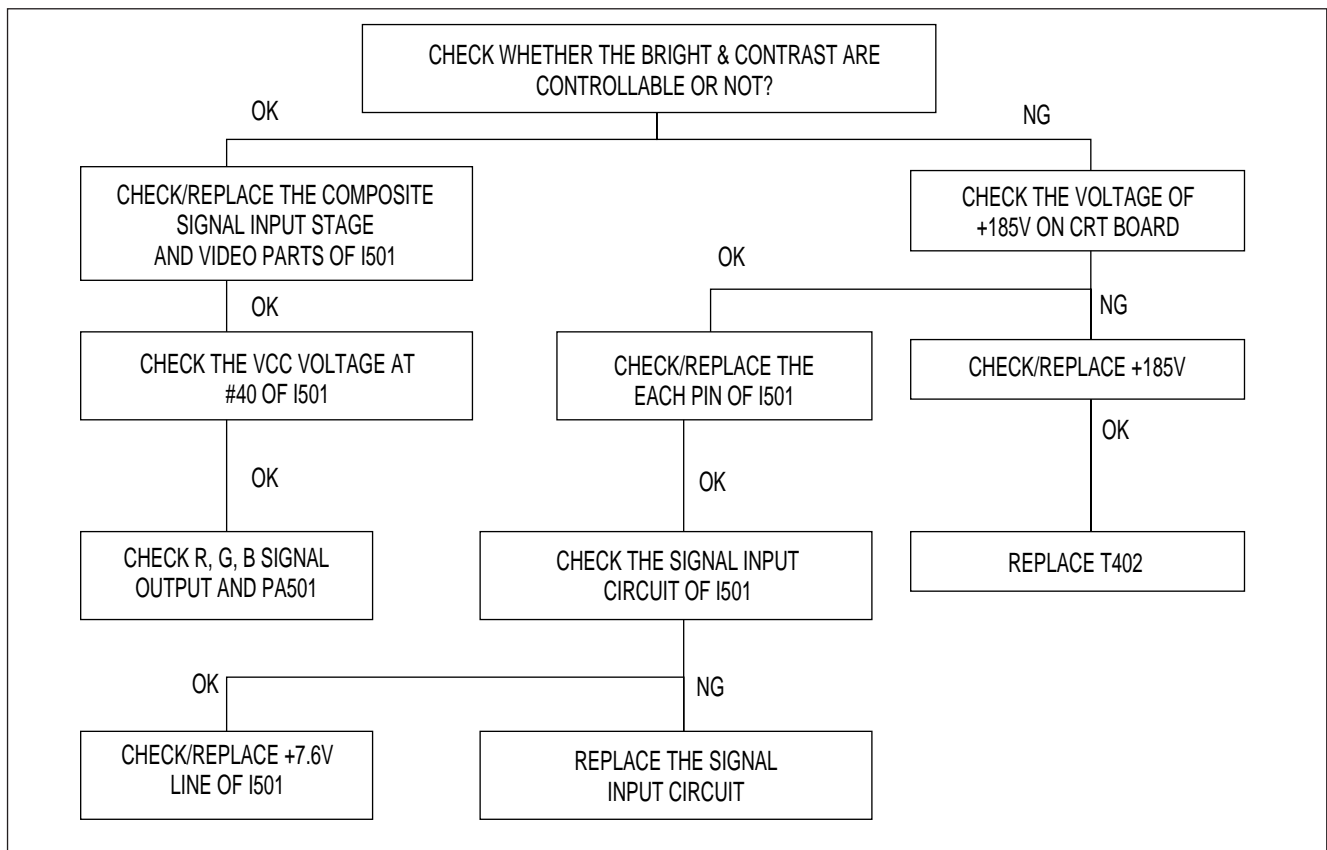 CHECK WHETHER THE BRIGHT & CONTRAST ARE
CONTROLLABLE OR NOT?
OK
NG
CHECK/REPLACE THE COMPOSITE
SIGNAL INPUT STAGE
AND VIDEO PARTS OF I501
CHECK THE VOLTAGE OF
+185V ON CRT BOARD
OK
OK
NG
CHECK THE VCC VOLTAGE AT
#40 OF I501
CHECK/REPLACE THE
EACH PIN OF I501
CHECK/REPLACE +185V
OK
OK
OK
CHECK R, G, B SIGNAL
OUTPUT AND PA501
CHECK THE SIGNAL INPUT
CIRCUIT OF I501
REPLACE T402
OK
NG
CHECK/REPLACE +7.6V
LINE OF I501
REPLACE THE SIGNAL
INPUT CIRCUIT